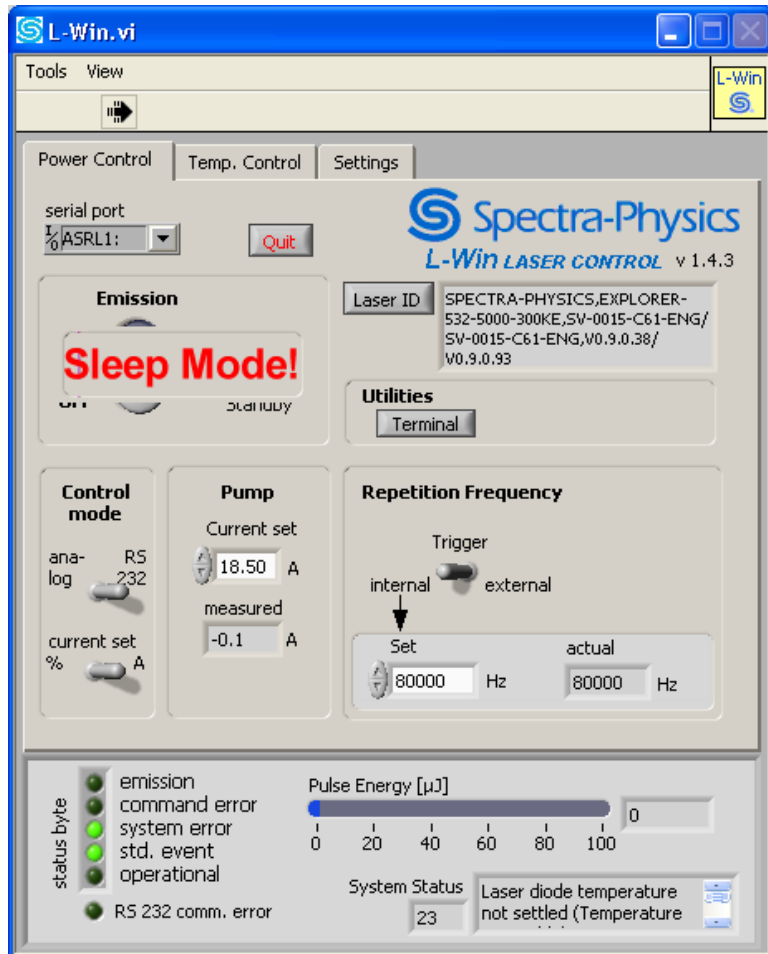 L-Win.vi
Tools View
L-Win
Power Control Temp. Control Settings
serial port
I/O ASRL1:
Quit
Spectra-Physics
L-Win LASER CONTROL v 1.4.3
Emission
Sleep Mode!
OFF Standby
Laser ID
SPECTRA-PHYSICS,EXPLORER-
532-5000-300KE,SV-0015-C61-ENG/
SV-0015-C61-ENG,V0.9.0.38/
V0.9.0.93
Utilities
Terminal
Control
mode
ana- RS
log 232
current set
% A
Pump
Current set
18.50 A
measured
-0.1 A
Repetition Frequency
Trigger
internal external
Set actual
80000 Hz 80000 Hz
status byte
emission
command error
system error
std. event
operational
RS 232 comm. error
Pulse Energy [µJ]
0
0 20 40 60 80 100
System Status
23
Laser diode temperature
not settled (Temperature